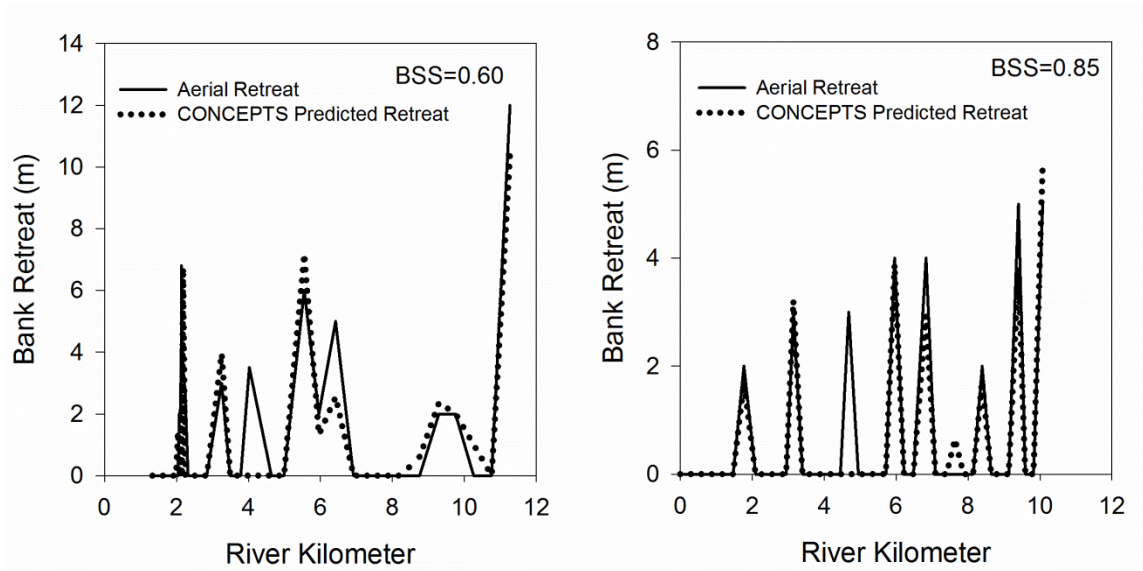 14
12
10
8
6
4
2
0
Bank Retreat (m)
BSS=0.60
Aerial Retreat
CONCEPTS Predicted Retreat
0 2 4 6 8 10 12
River Kilometer
8
6
4
2
0
Bank Retreat (m)
BSS=0.85
Aerial Retreat
CONCEPTS Predicted Retreat
0 2 4 6 8 10 12
River Kilometer